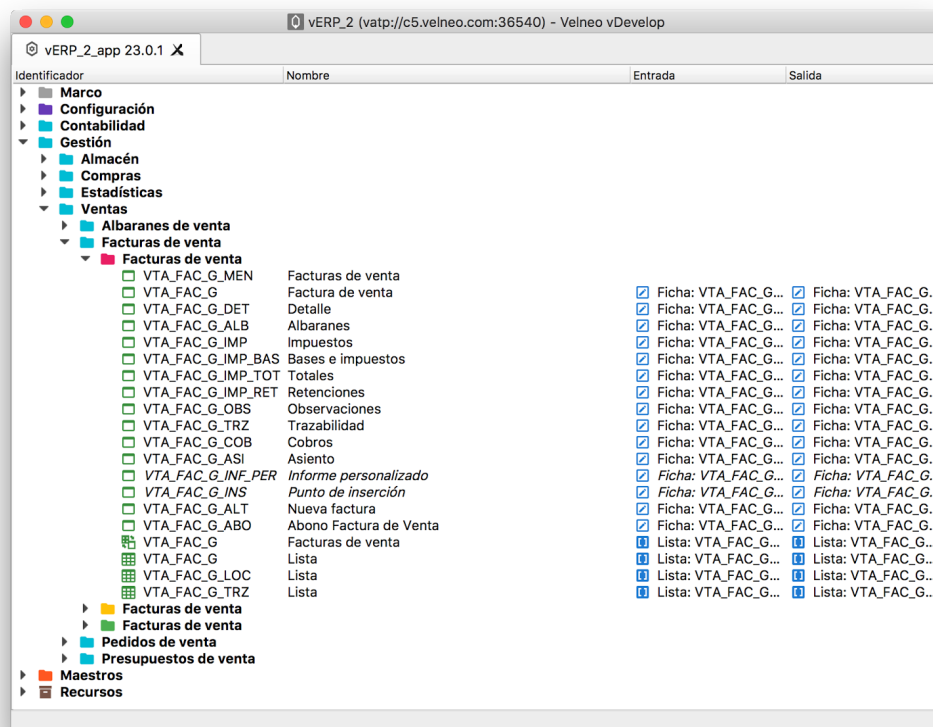 vERP_2 (vatp://c5.velneo.com:36540) - Velneo vDevelop
vERP_2_app 23.0.1
Identificador Nombre Entrada Salida
Marco
Configuración
Contabilidad
Gestión
Almacén
Compras
Estadísticas
Ventas
Albaranes de venta
Facturas de venta
Facturas de venta
VTA_FAC_G_MEN Facturas de venta
VTA_FAC_G Factura de venta Ficha: VTA_FAC_G... Ficha: VTA_FAC_G.
VTA_FAC_G_DET Detalle Ficha: VTA_FAC_G... Ficha: VTA_FAC_G.
VTA_FAC_G_ALB Albaranes Ficha: VTA_FAC_G... Ficha: VTA_FAC_G.
VTA_FAC_G_IMP Impuestos Ficha: VTA_FAC_G... Ficha: VTA_FAC_G.
VTA_FAC_G_IMP_BAS Bases e impuestos Ficha: VTA_FAC_G... Ficha: VTA_FAC_G.
VTA_FAC_G_IMP_TOT Totales Ficha: VTA_FAC_G... Ficha: VTA_FAC_G.
VTA_FAC_G_IMP_RET Retenciones Ficha: VTA_FAC_G... Ficha: VTA_FAC_G.
VTA_FAC_G_OBS Observaciones Ficha: VTA_FAC_G... Ficha: VTA_FAC_G.
VTA_FAC_G_TRZ Trazabilidad Ficha: VTA_FAC_G... Ficha: VTA_FAC_G.
VTA_FAC_G_COB Cobros Ficha: VTA_FAC_G... Ficha: VTA_FAC_G.
VTA_FAC_G_ASI Asiento Ficha: VTA_FAC_G... Ficha: VTA_FAC_G.
VTA_FAC_G_INF_PER Informe personalizado Ficha: VTA_FAC_G... Ficha: VTA_FAC_G.
VTA_FAC_G_INS Punto de inserción Ficha: VTA_FAC_G... Ficha: VTA_FAC_G.
VTA_FAC_G_ALT Nueva factura Ficha: VTA_FAC_G... Ficha: VTA_FAC_G.
VTA_FAC_G_ABO Abono Factura de Venta Ficha: VTA_FAC_G... Ficha: VTA_FAC_G.
VTA_FAC_G Facturas de venta Lista: VTA_FAC_G... Lista: VTA_FAC_G.
VTA_FAC_G Lista Lista: VTA_FAC_G... Lista: VTA_FAC_G.
VTA_FAC_G_LOC Lista Lista: VTA_FAC_G... Lista: VTA_FAC_G.
VTA_FAC_G_TRZ Lista Lista: VTA_FAC_G... Lista: VTA_FAC_G.
Facturas de venta
Facturas de venta
Pedidos de venta
Presupuestos de venta
Maestros
Recursos